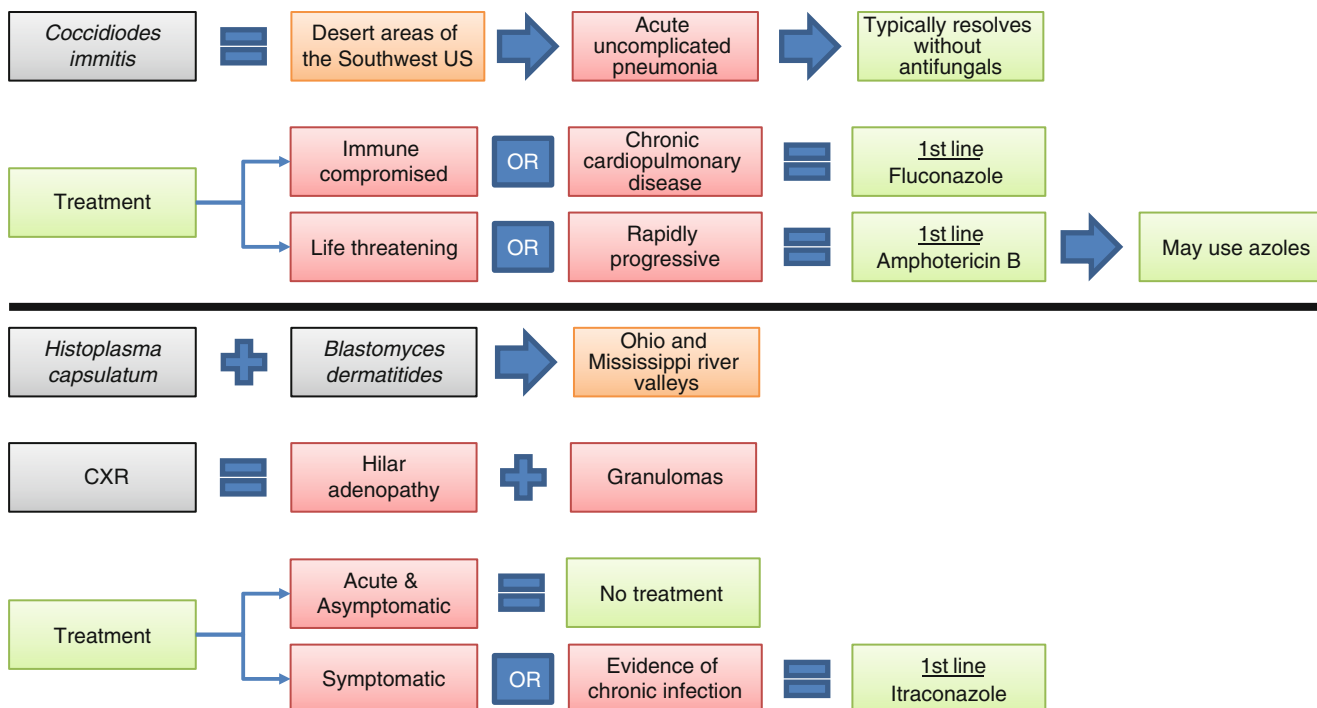 Coccidiodes
immitis
Desert areas of
the Southwest US
Acute
uncomplicated
pneumonia
Typically resolves
without
antifungals
Treatment
Immune
compromised
OR
Chronic
cardiopulmonary
disease
1st line
Fluconazole
Life threatening
OR
Rapidly
progressive
1st line
Amphotericin B
May use azoles
Histoplasma
capsulatum
Blastomyces
dermatitides
Ohio and
Mississippi river
valleys
CXR
Hilar
adenopathy
Granulomas
Treatment
Acute &
Asymptomatic
No treatment
Symptomatic
OR
Evidence of
chronic infection
1st line
Itraconazole